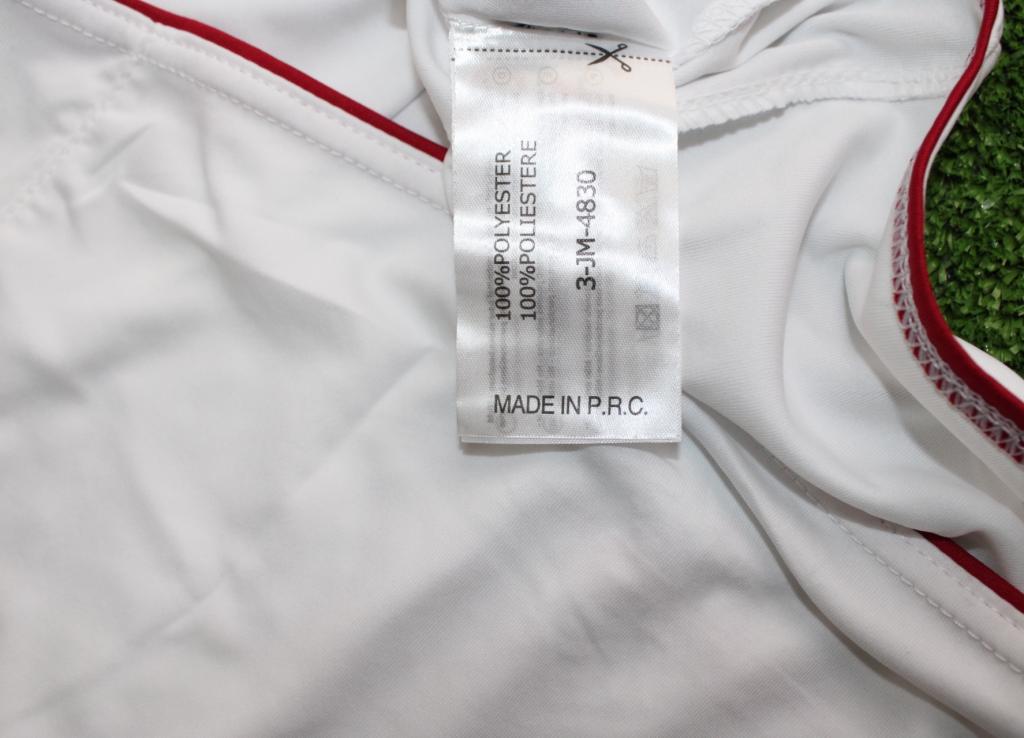 100%POLYESTER
100%POLIESTERE
3-JM-4830
MADE IN P.R.C.